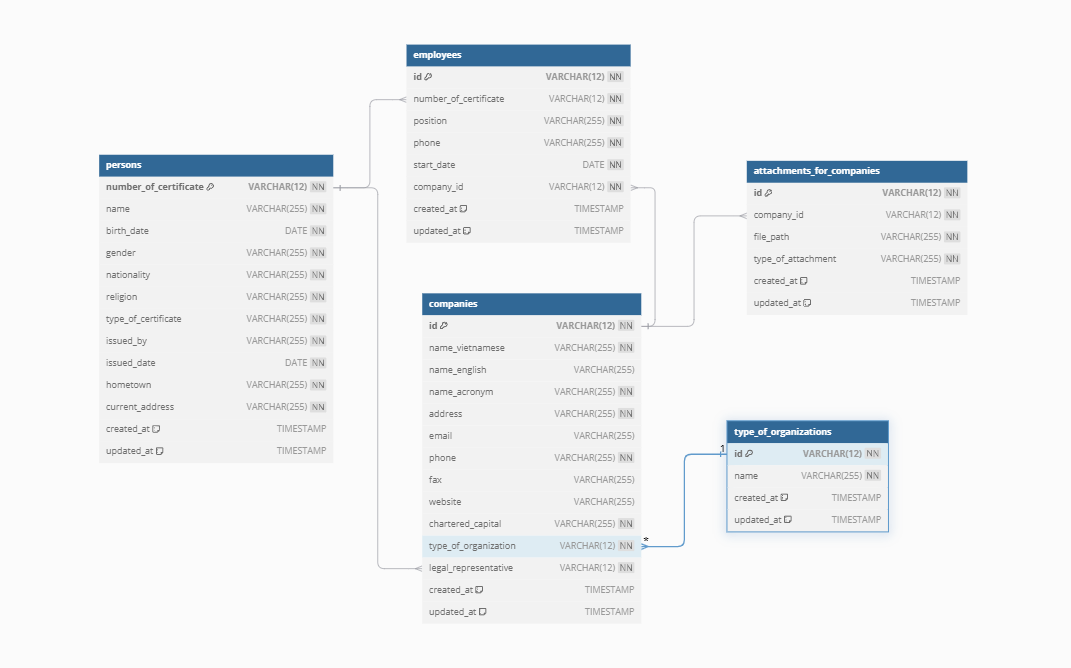 employees
id VARCHAR(12) NN
number_of_certificate VARCHAR(12) NN
position VARCHAR(255) NN
phone VARCHAR(255) NN
start_date DATE NN
company_id VARCHAR(12) NN
created_at TIMESTAMP
updated_at TIMESTAMP
persons
number_of_certificate VARCHAR(12) NN
name VARCHAR(255) NN
birth_date DATE NN
gender VARCHAR(255) NN
nationality VARCHAR(255) NN
religion VARCHAR(255) NN
type_of_certificate VARCHAR(255) NN
issued_by VARCHAR(255) NN
issued_date DATE NN
hometown VARCHAR(255) NN
current_address VARCHAR(255) NN
created_at TIMESTAMP
updated_at TIMESTAMP
attachments_for_companies
id VARCHAR(12) NN
company_id VARCHAR(12) NN
file_path VARCHAR(255) NN
type_of_attachment VARCHAR(255) NN
created_at TIMESTAMP
updated_at TIMESTAMP
companies
id VARCHAR(12) NN
name_vietnamese VARCHAR(255) NN
name_english VARCHAR(255)
name_acronym VARCHAR(255) NN
address VARCHAR(255) NN
email VARCHAR(255)
phone VARCHAR(255) NN
fax VARCHAR(255)
website VARCHAR(255)
chartered_capital VARCHAR(255) NN
type_of_organization VARCHAR(12) NN *
legal_representative VARCHAR(12) NN
created_at TIMESTAMP
updated_at TIMESTAMP
type_of_organizations
1 id VARCHAR(12) NN
name VARCHAR(255) NN
created_at TIMESTAMP
updated_at TIMESTAMP